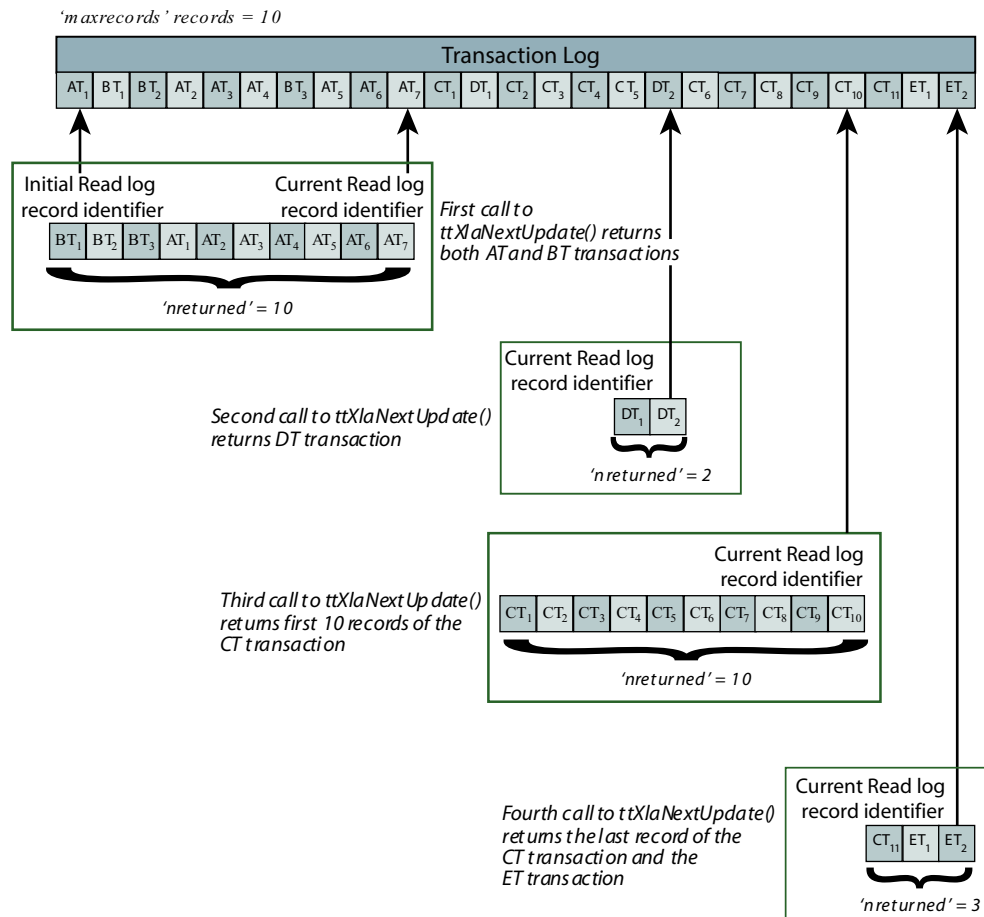 ‘maxrecords’ records = 10
Transaction Log
AT1 BT1 BT2 AT2 AT3 AT4 BT3 AT5 AT6 AT7 CT1 DT1 CT2 CT3 CT4 CT5 DT2 CT6 CT7 CT8 CT9 CT10 CT11 ET1 ET2
Initial Read log
record identifier
Current Read log
record identifier
BT1 BT2 BT3 AT1 AT2 AT3 AT4 AT5 AT6 AT7
‘nreturned’ = 10
First call to
ttXlaNextUpdate() returns
both AT and BT transactions
Current Read log
record identifier
DT1 DT2
‘nreturned’ = 2
Second call to ttXlaNextUpdate()
returns DT transaction
Current Read log
record identifier
CT1 CT2 CT3 CT4 CT5 CT6 CT7 CT8 CT9 CT10
‘nreturned’ = 10
Third call to ttXlaNextUpdate()
returns first 10 records of the
CT transaction
Current Read log
record identifier
CT11 ET1 ET2
‘nreturned’ = 3
Fourth call to ttXlaNextUpdate()
returns the last record of the
CT transaction and the
ET transaction